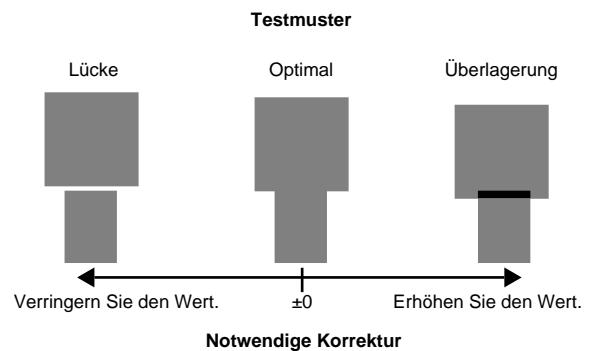 Testmuster
Lücke Optimal Überlagerung
Verringern Sie den Wert. ±0 Erhöhen Sie den Wert.
Notwendige Korrektur